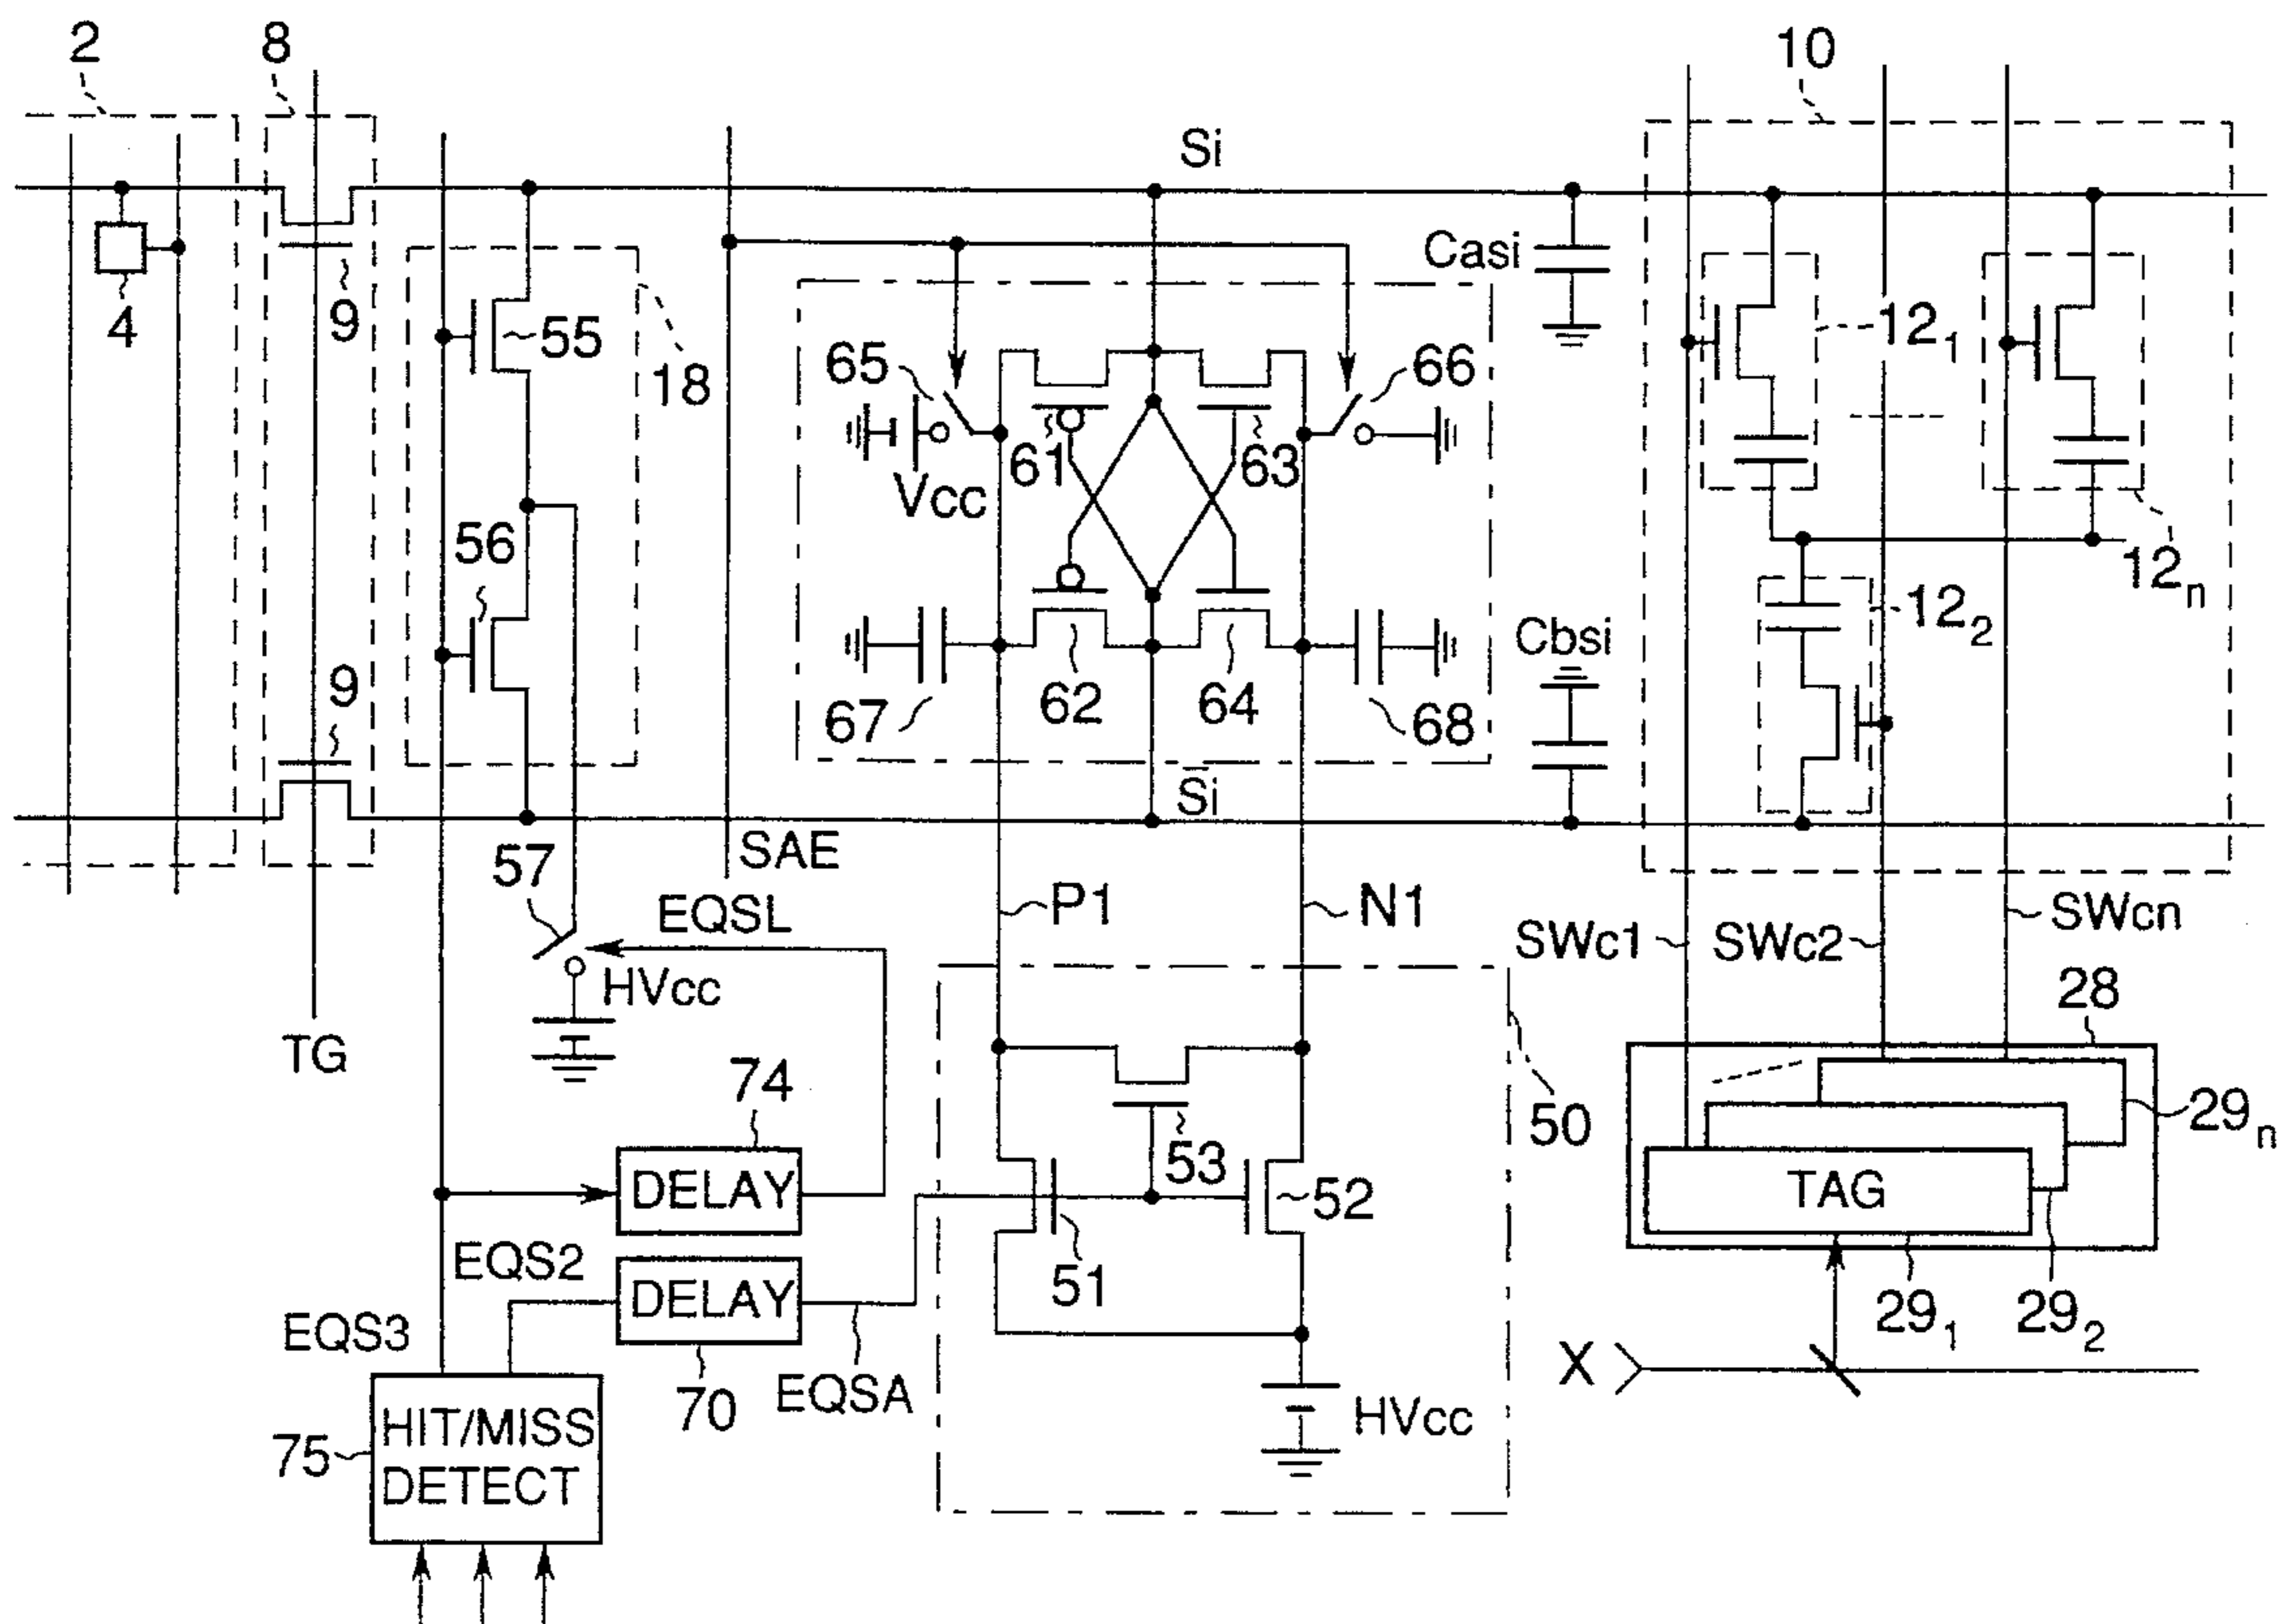 2
8
10
Si
Casi
4
9
55
18
65
66
12₁
61
63
Vcc
56
12ₙ
12₂
Cbsi
9
67
62
64
68
S̅i
57
SAE
EQSL
P1
N1
SWc1
SWc2
SWcn
HVcc
28
TG
74
50
29ₙ
DELAY
53
52
TAG
EQS2
51
DELAY
29₁
29₂
EQS3
70
EQSA
X
HVcc
75
HIT/MISS
DETECT